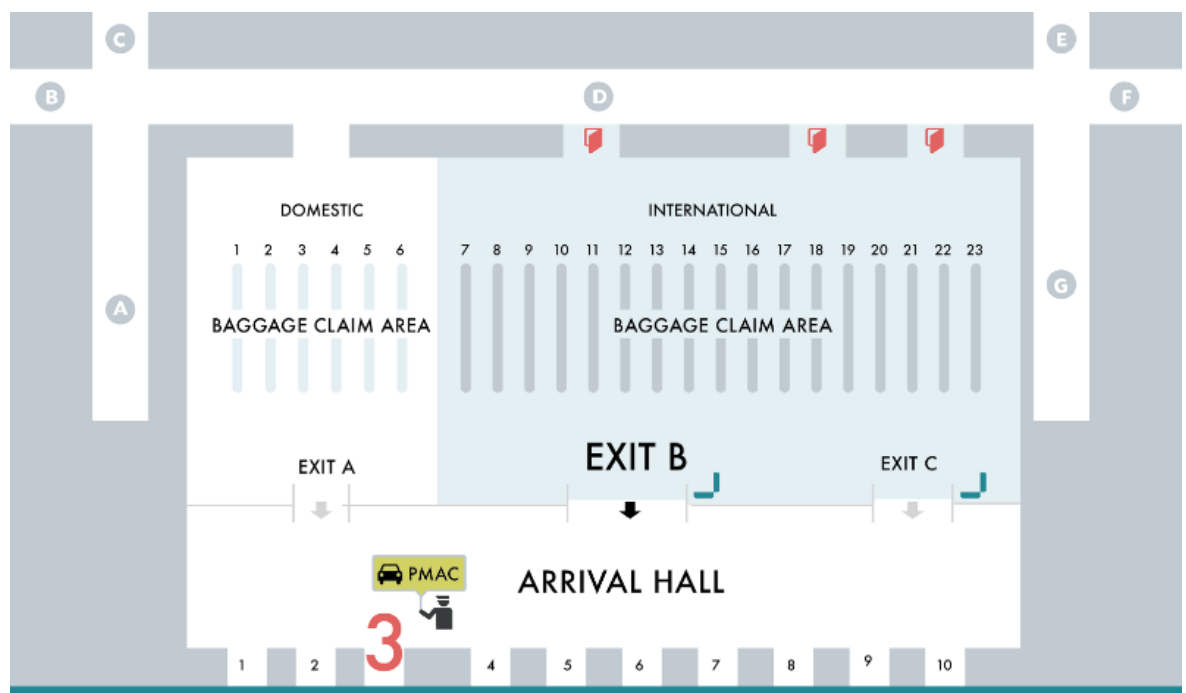 C
E
B
D
F
DOMESTIC
INTERNATIONAL
1 2 3 4 5 6 7 8 9 10 11 12 13 14 15 16 17 18 19 20 21 22 23
A
G
BAGGAGE CLAIM AREA
BAGGAGE CLAIM AREA
EXIT A
EXIT B
EXIT C
PMAC
ARRIVAL HALL
1 2 3 4 5 6 7 8 9 10